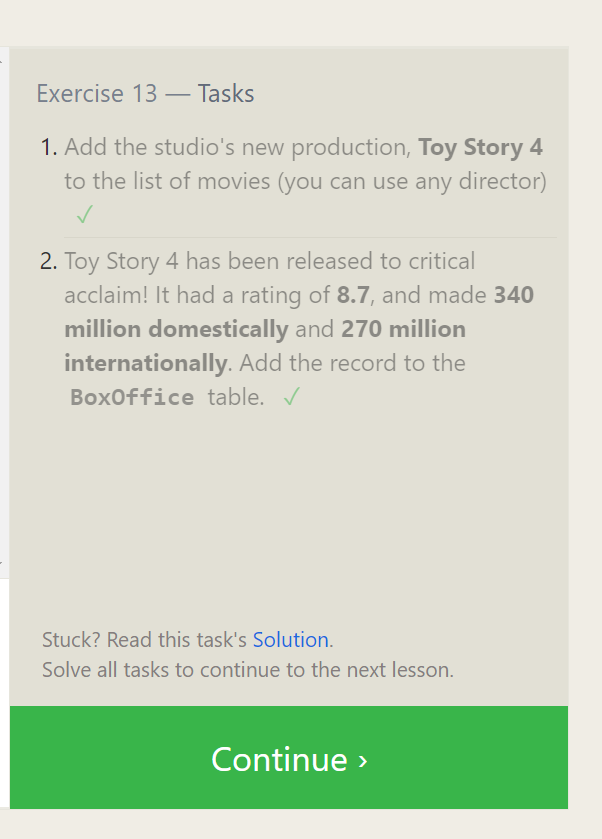 Exercise 13 — Tasks
1. Add the studio's new production, Toy Story 4
to the list of movies (you can use any director)
✓
2. Toy Story 4 has been released to critical
acclaim! It had a rating of 8.7, and made 340
million domestically and 270 million
internationally. Add the record to the
BoxOffice table. ✓
Stuck? Read this task's Solution.
Solve all tasks to continue to the next lesson.
Continue ›